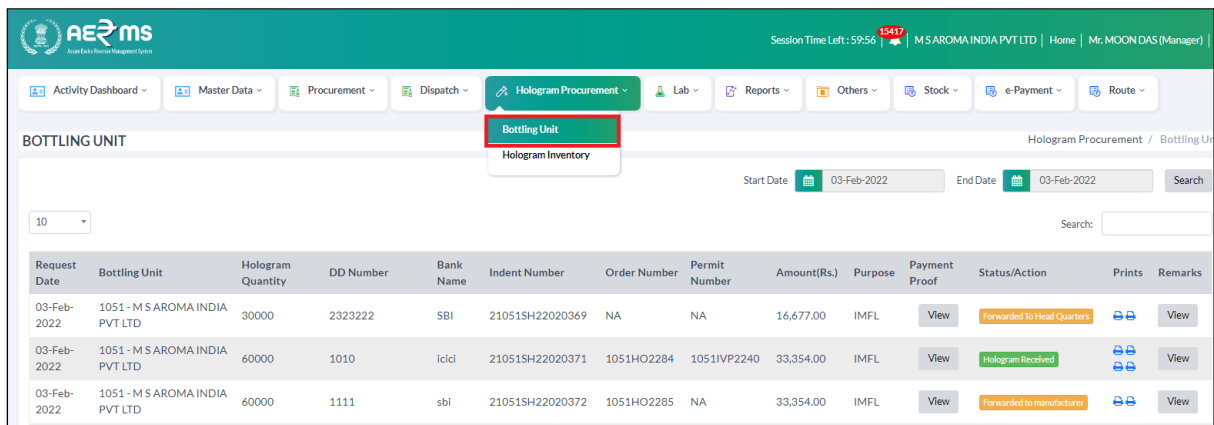 AERMS
Assam Excise Revenue Management System
Session Time Left : 59:56 15417 | M S AROMA INDIA PVT LTD | Home | Mr. MOON DAS (Manager) |
Activity Dashboard Master Data Procurement Dispatch Hologram Procurement Lab Reports Others Stock e-Payment Route
Bottling Unit
BOTTLING UNIT
Hologram Procurement / Bottling Un
Hologram Inventory
Start Date 03-Feb-2022 End Date 03-Feb-2022 Search
10 Search:
Request Date Bottling Unit Hologram Quantity DD Number Bank Name Indent Number Order Number Permit Number Amount(Rs.) Purpose Payment Proof Status/Action Prints Remarks
03-Feb-2022 1051 - M S AROMA INDIA PVT LTD 30000 2323222 SBI 21051SH22020369 NA NA 16,677.00 IMFL View Forwarded To Head Quarters View
03-Feb-2022 1051 - M S AROMA INDIA PVT LTD 60000 1010 icici 21051SH22020371 1051HO2284 1051IVP2240 33,354.00 IMFL View Hologram Received View
03-Feb-2022 1051 - M S AROMA INDIA PVT LTD 60000 1111 sbi 21051SH22020372 1051HO2285 NA 33,354.00 IMFL View Forwarded to manufacturer View